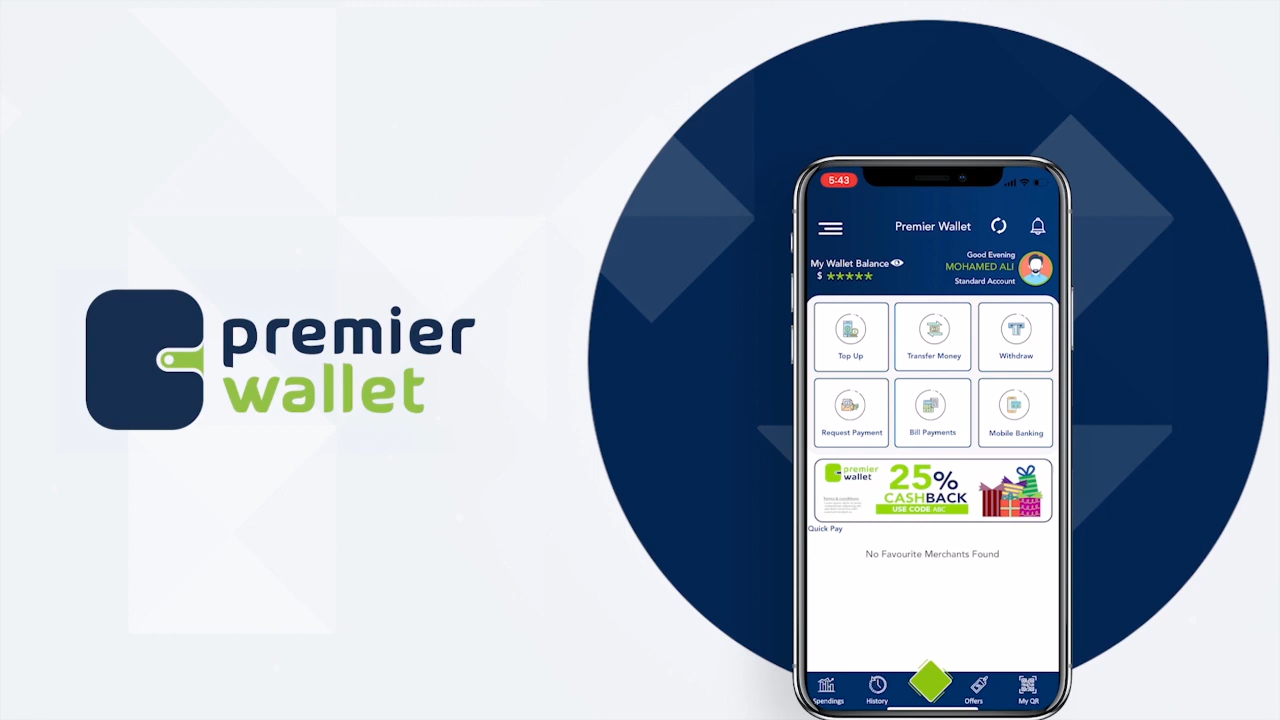 premier
wallet
5:43
Premier Wallet
My Wallet Balance
$ *****
Good Evening
MOHAMED ALI
Standard Account
Top Up
Transfer Money
Withdraw
Request Payment
Bill Payments
Mobile Banking
premier
wallet
Terms & conditions
25%
CASHBACK
USE CODE ABC
Quick Pay
No Favourite Merchants Found
Spendings
History
Offers
My QR